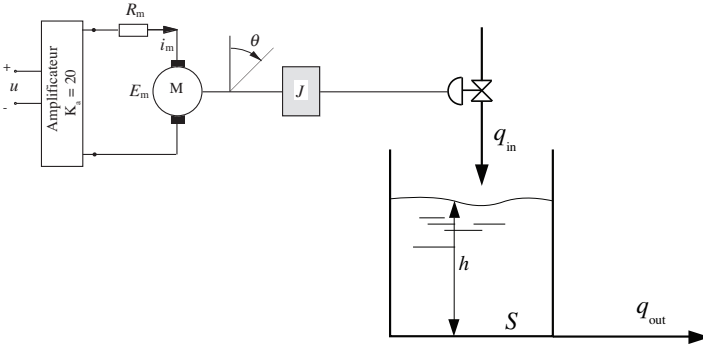 R_m
i_m
θ
+
u
-
Amplificateur
K_a = 20
E_m
M
J
q_in
h
S
q_out